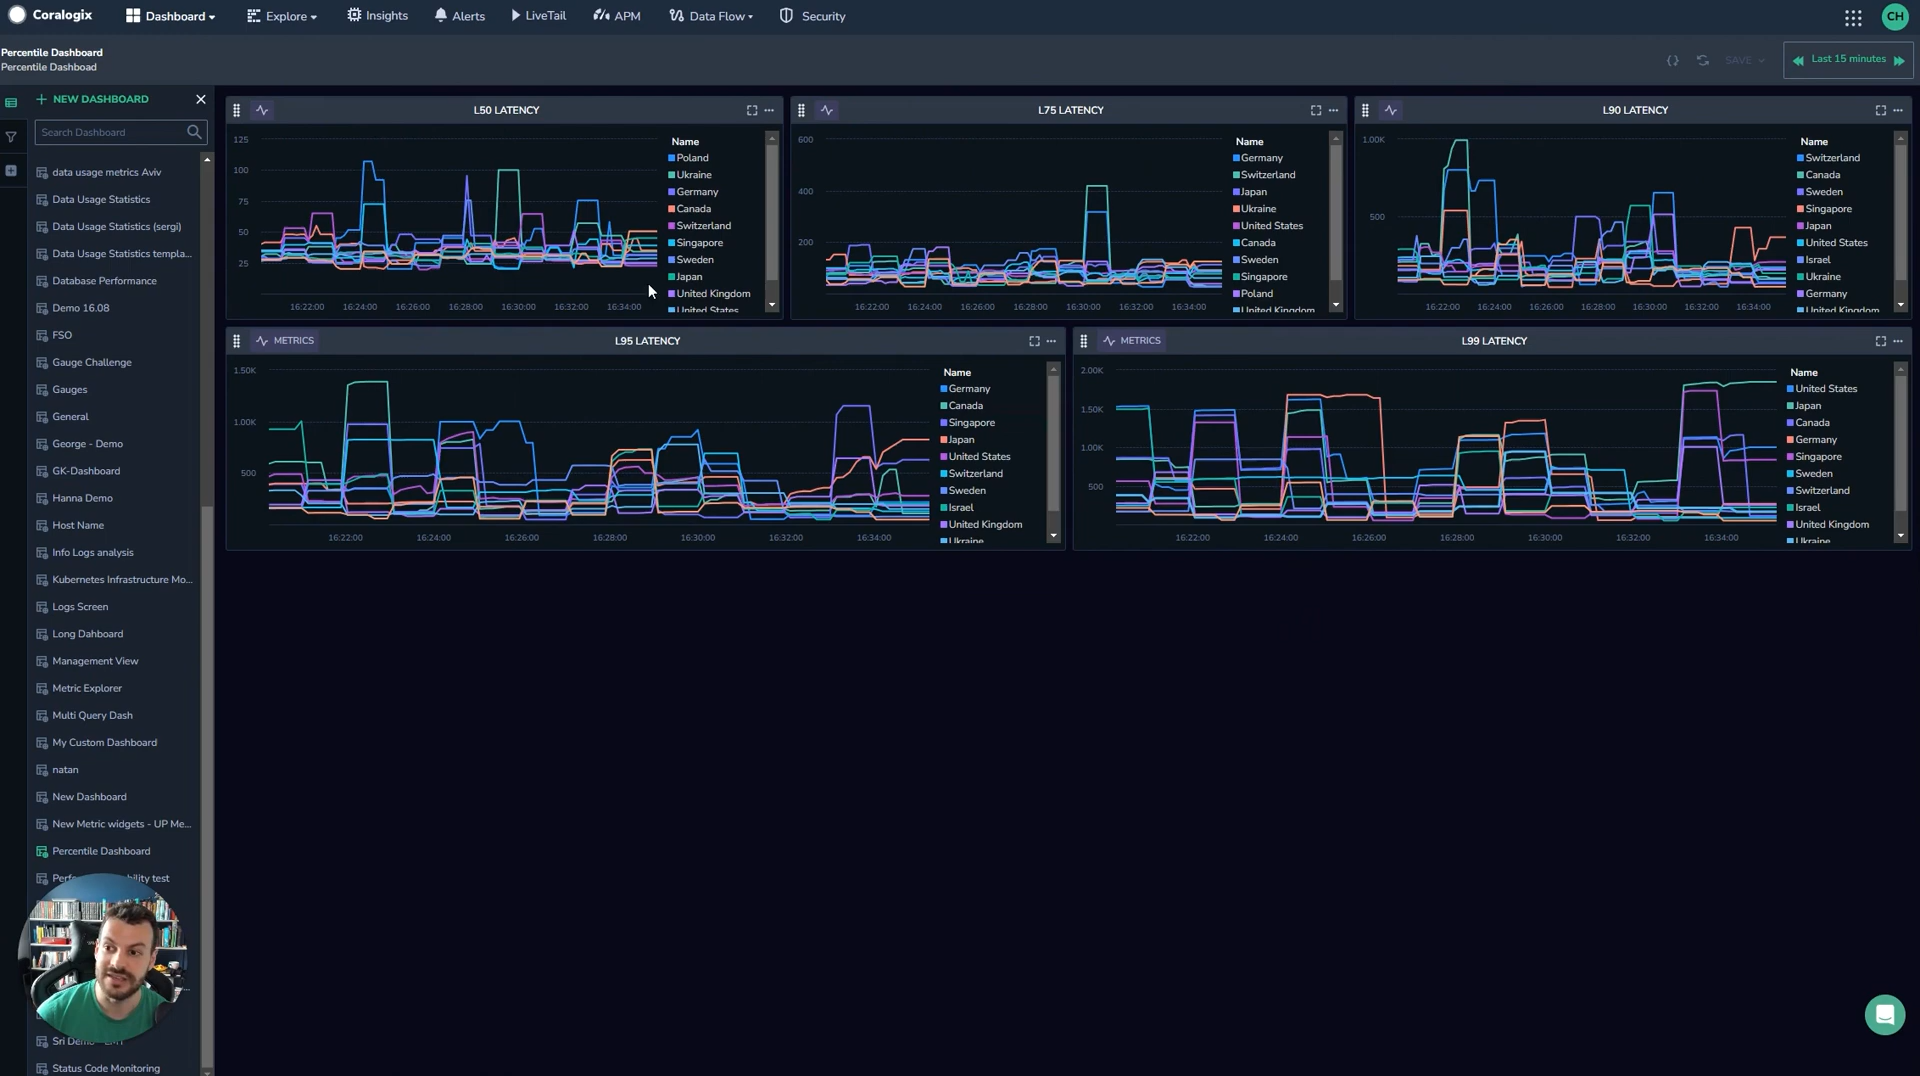 Coralogix
Dashboard
Explore
Insights
Alerts
LiveTail
APM
Data Flow
Security
CH
Percentile Dashboard
Percentile Dashboad
SAVE
Last 15 minutes
NEW DASHBOARD
Search Dashboard
data usage metrics Aviv
Data Usage Statistics
Data Usage Statistics (sergi)
Data Usage Statistics templa...
Database Performance
Demo 16.08
FSO
Gauge Challenge
Gauges
General
George - Demo
GK-Dashboard
Hanna Demo
Host Name
Info Logs analysis
Kubernetes Infrastructure Mo...
Logs Screen
Long Dahboard
Management View
Metric Explorer
Multi Query Dash
My Custom Dashboard
natan
New Dashboard
New Metric widgets - UP Me...
Percentile Dashboard
test
Status Code Monitoring
L50 LATENCY
125
100
75
50
25
16:22:00 16:24:00 16:26:00 16:28:00 16:30:00 16:32:00 16:34:00
Name
Poland
Ukraine
Germany
Canada
Switzerland
Singapore
Sweden
Japan
United Kingdom
United States
L75 LATENCY
600
400
200
16:22:00 16:24:00 16:26:00 16:28:00 16:30:00 16:32:00 16:34:00
Name
Germany
Switzerland
Japan
Ukraine
United States
Canada
Sweden
Singapore
Poland
United Kingdom
L90 LATENCY
1.00K
500
16:22:00 16:24:00 16:26:00 16:28:00 16:30:00 16:32:00 16:34:00
Name
Switzerland
Canada
Sweden
Singapore
Japan
United States
Israel
Ukraine
Germany
United Kingdom
METRICS
L95 LATENCY
1.50K
1.00K
500
16:22:00 16:24:00 16:26:00 16:28:00 16:30:00 16:32:00 16:34:00
Name
Germany
Canada
Singapore
Japan
United States
Switzerland
Sweden
Israel
United Kingdom
Ukraine
METRICS
L99 LATENCY
2.00K
1.50K
1.00K
500
16:22:00 16:24:00 16:26:00 16:28:00 16:30:00 16:32:00 16:34:00
Name
United States
Japan
Canada
Germany
Singapore
Sweden
Switzerland
Israel
United Kingdom
Ukraine